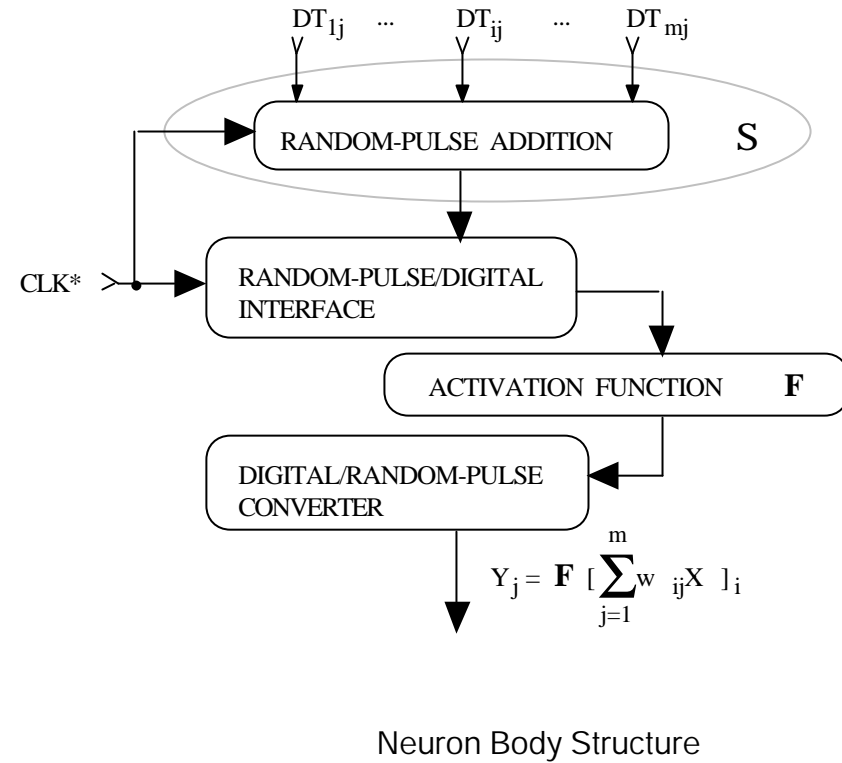 DT1j ... DTij ... DTmj
RANDOM-PULSE ADDITION S
CLK*
RANDOM-PULSE/DIGITAL
INTERFACE
ACTIVATION FUNCTION F
DIGITAL/RANDOM-PULSE
CONVERTER
m
Yj = F [ ∑ w ijX ] i
j=1
Neuron Body Structure